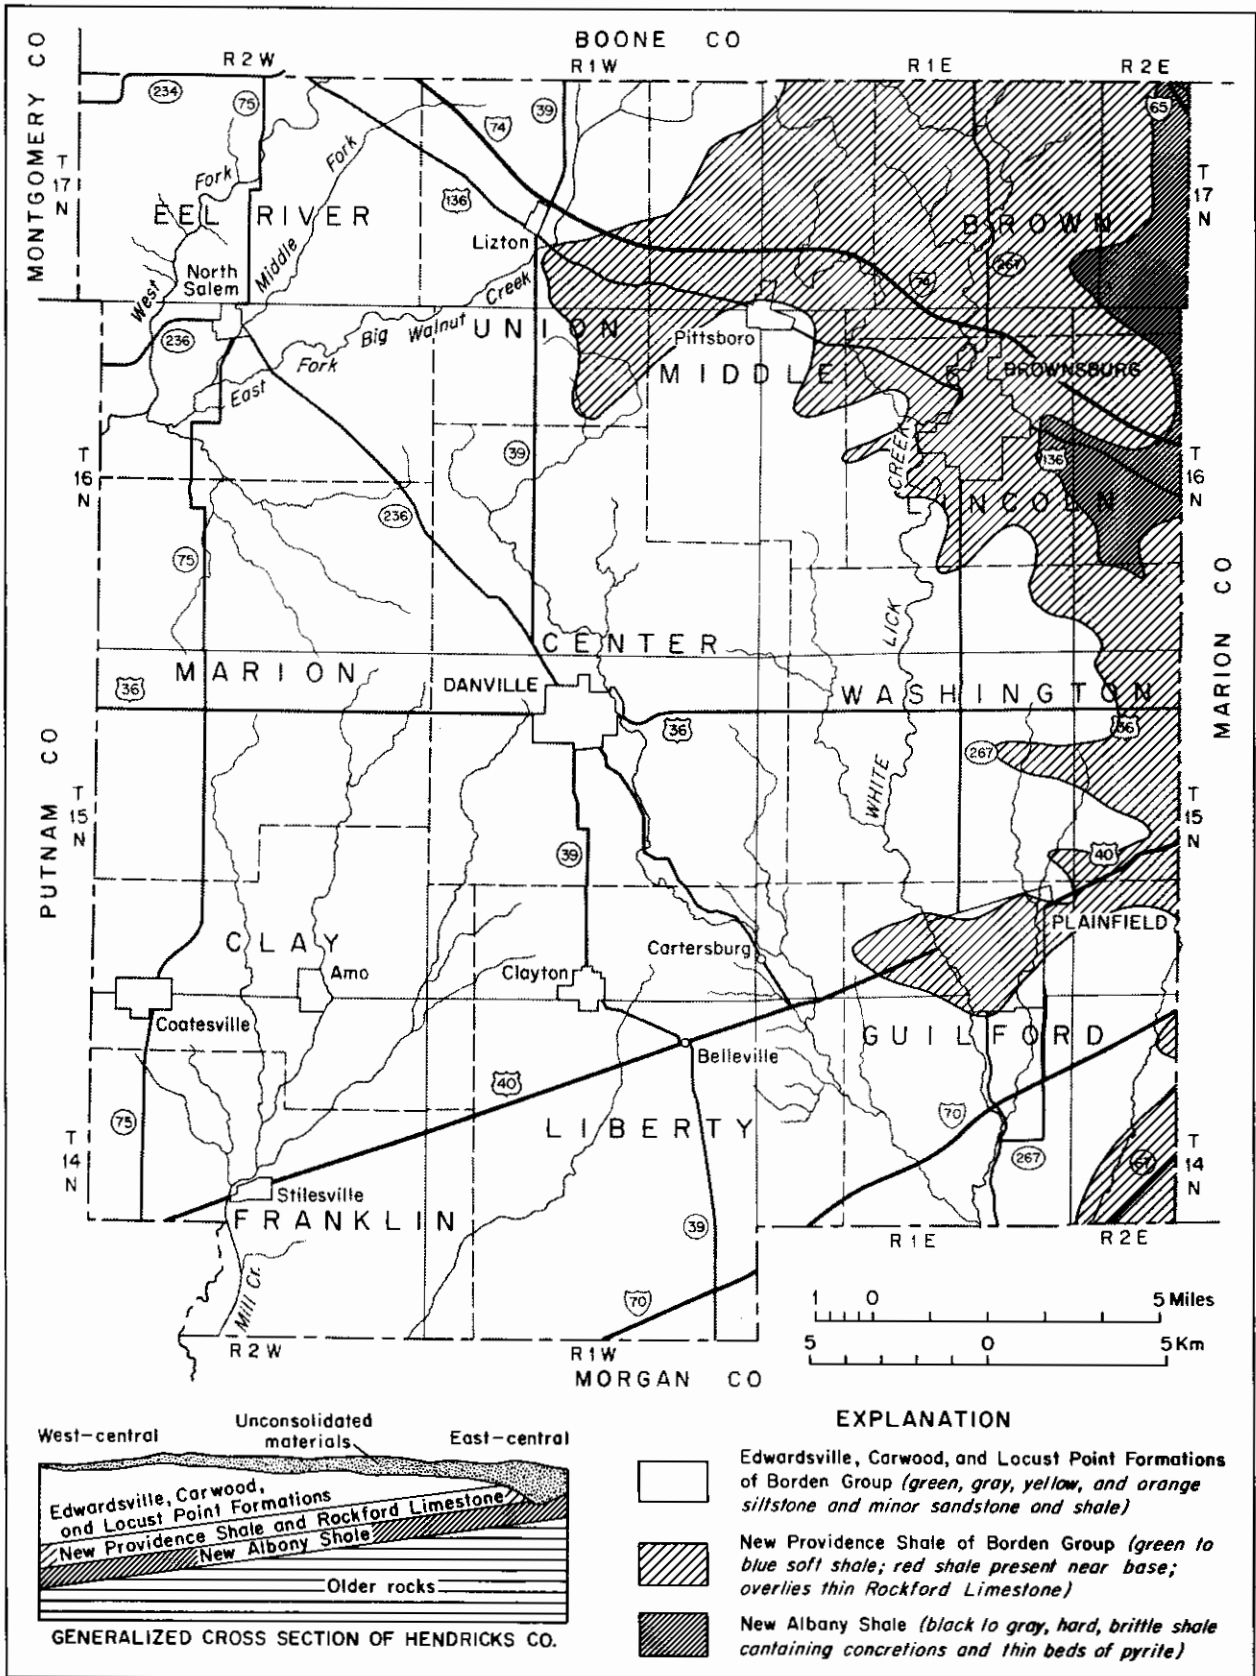 BOONE CO
MONTGOMERY CO
R 2 W
R 1 W
R 1 E
R 2 E
234
75
74
39
65
T 17 N
T 17 N
136
Fork
Fork
EEL RIVER
BROWN
Lizton
267
74
North Salem
Middle
West
Creek
Big Walnut
UNION
Pittsboro
236
Fork
East
MIDDLE
BROWNSBURG
39
CREEK
136
T 16 N
T 16 N
LINCOLN
236
75
MARION CO
LICK
CENTER
MARION
DANVILLE
36
WASHINGTON
36
36
267
PUTNAM CO
WHITE
T 15 N
T 15 N
39
40
PLAINFIELD
CLAY
Amo
Clayton
Cartersburg
Coatesville
GUILFORD
Belleville
40
75
LIBERTY
70
267
67
T 14 N
T 14 N
Stilesville
FRANKLIN
39
R 1 E
R 2 E
Mill Cr.
70
1 0 5 Miles
5 0 5 Km
R 2 W
R 1 W
MORGAN CO
West-central
Unconsolidated materials
East-central
Edwardsville, Carwood,
and Locust Point Formations
New Providence Shale and Rockford Limestone
New Albany Shale
Older rocks
GENERALIZED CROSS SECTION OF HENDRICKS CO.
EXPLANATION
Edwardsville, Carwood, and Locust Point Formations
of Borden Group (green, gray, yellow, and orange
siltstone and minor sandstone and shale)
New Providence Shale of Borden Group (green to
blue soft shale; red shale present near base;
overlies thin Rockford Limestone)
New Albany Shale (black to gray, hard, brittle shale
cantaining concretions and thin beds of pyrite)